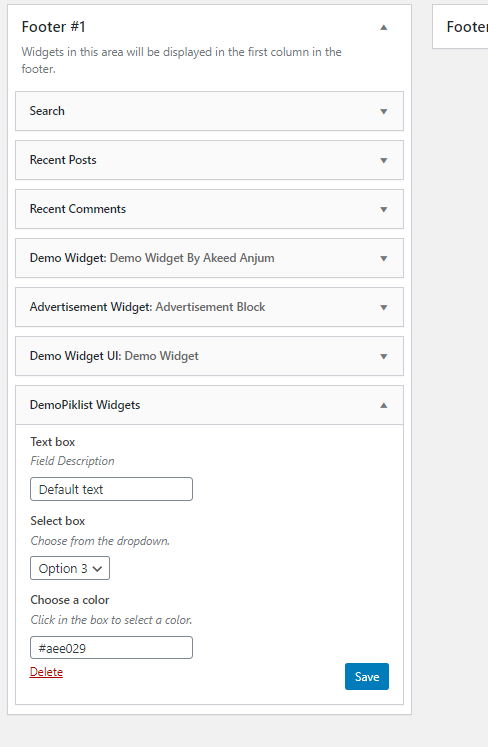 Footer #1
Widgets in this area will be displayed in the first column in the
footer.
Search
Recent Posts
Recent Comments
Demo Widget: Demo Widget By Akeed Anjum
Advertisement Widget: Advertisement Block
Demo Widget UI: Demo Widget
DemoPiklist Widgets
Text box
Field Description
Default text
Select box
Choose from the dropdown.
Option 3
Choose a color
Click in the box to select a color.
#aee029
Delete
Save
Footer